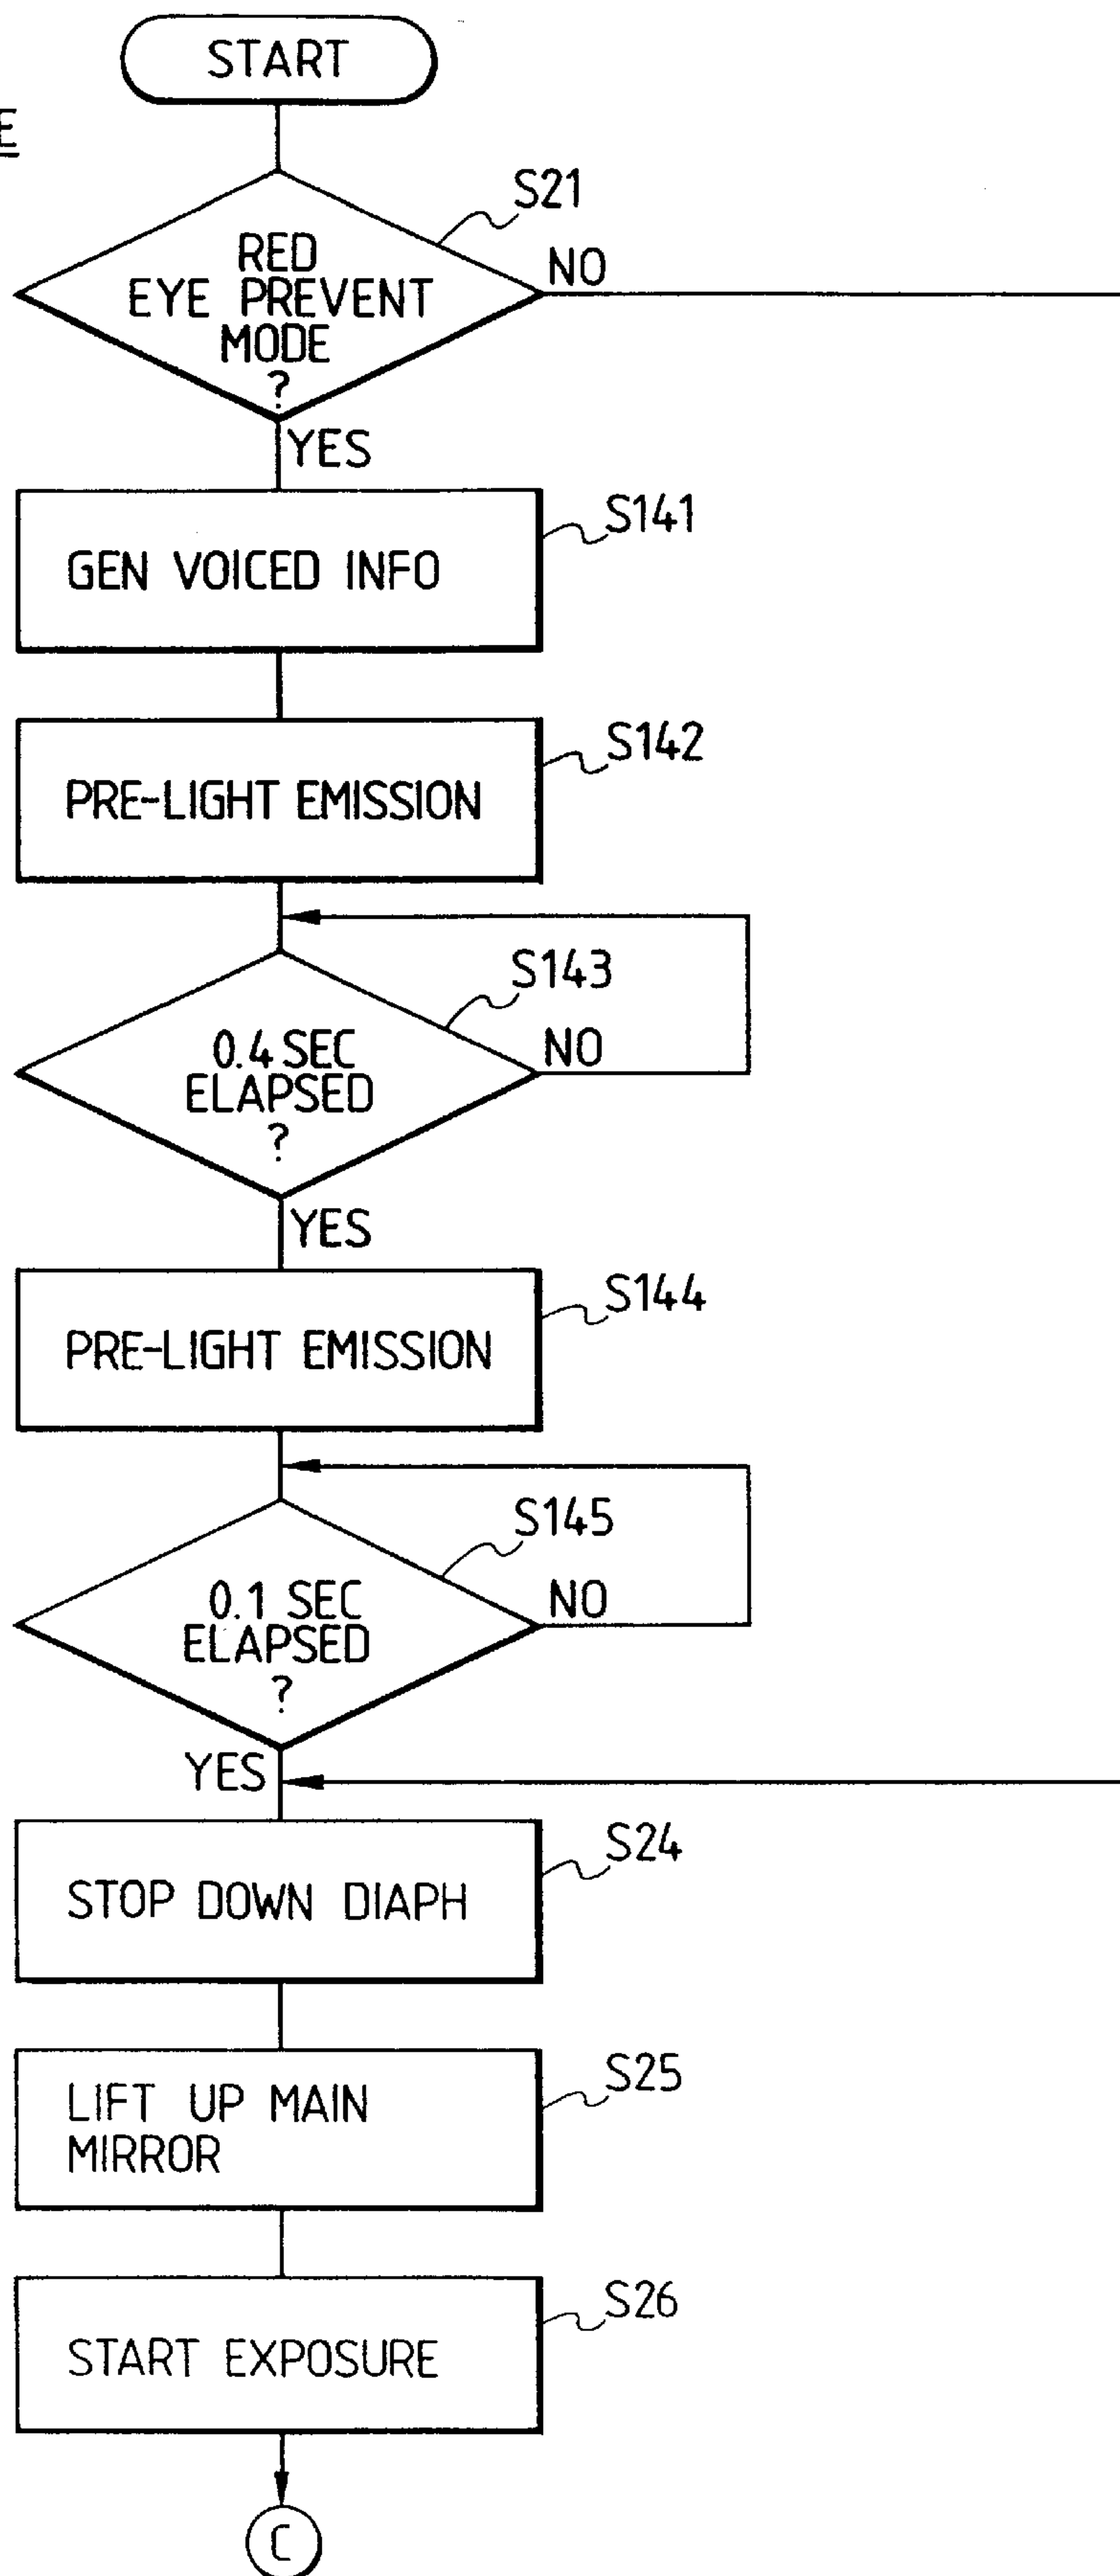 START
E
S21
RED
EYE PREVENT
MODE
?
NO
YES
S141
GEN VOICED INFO
S142
PRE-LIGHT EMISSION
S143
0.4 SEC
ELAPSED
?
NO
YES
S144
PRE-LIGHT EMISSION
S145
0.1 SEC
ELAPSED
?
NO
YES
S24
STOP DOWN DIAPH
S25
LIFT UP MAIN
MIRROR
S26
START EXPOSURE
C